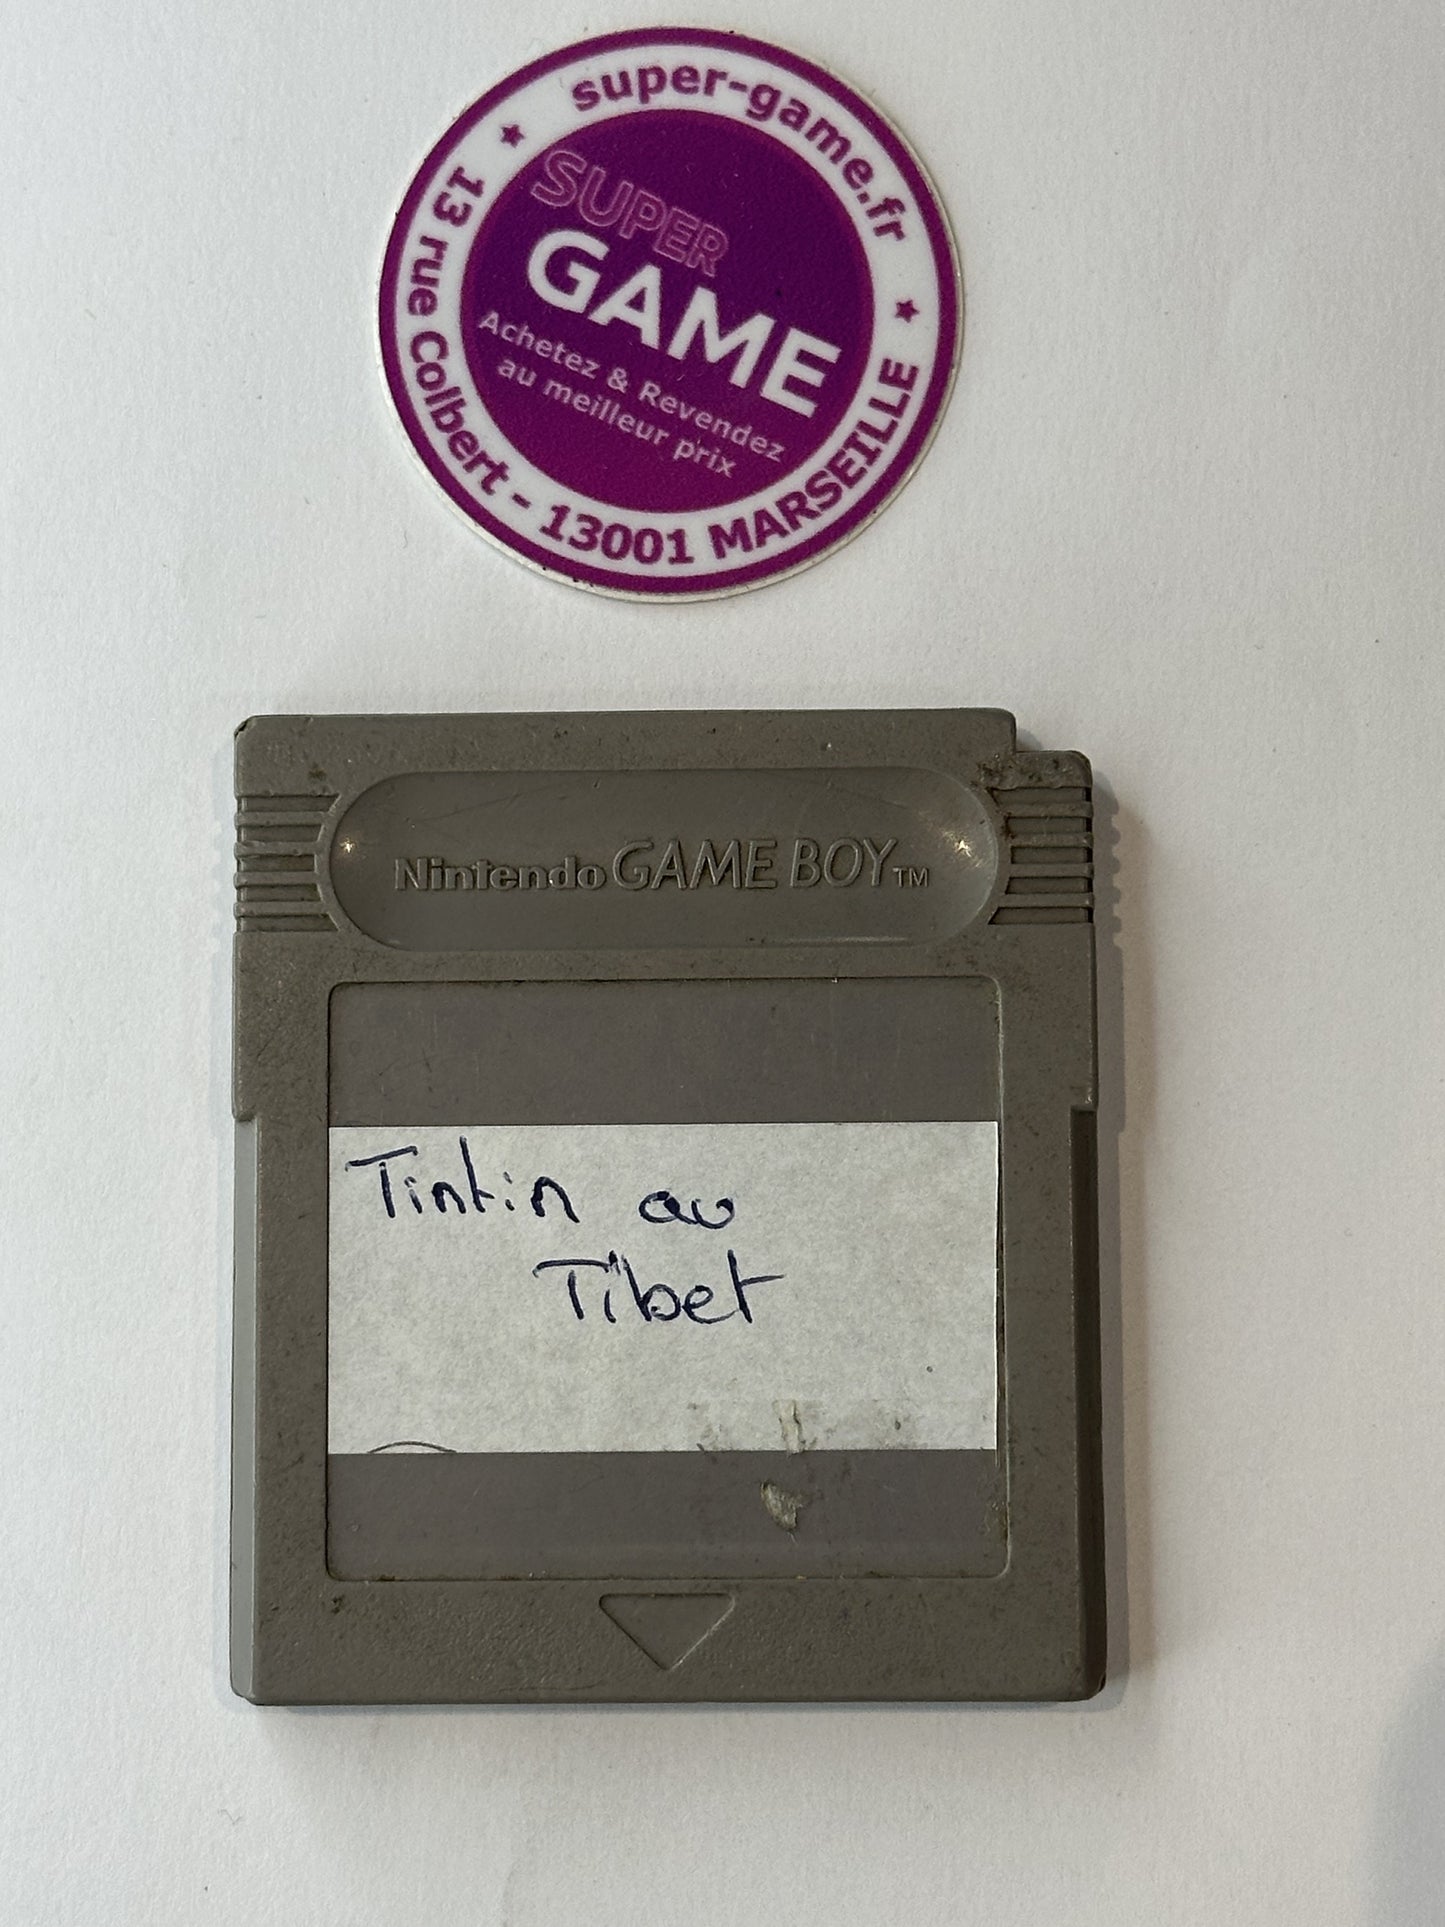 super-game.fr
SUPER
GAME
Achetez & Revendez
au meilleur prix
13 rue Colbert - 13001 MARSEILLE
Nintendo GAME BOY™
Tintin au
Tibet